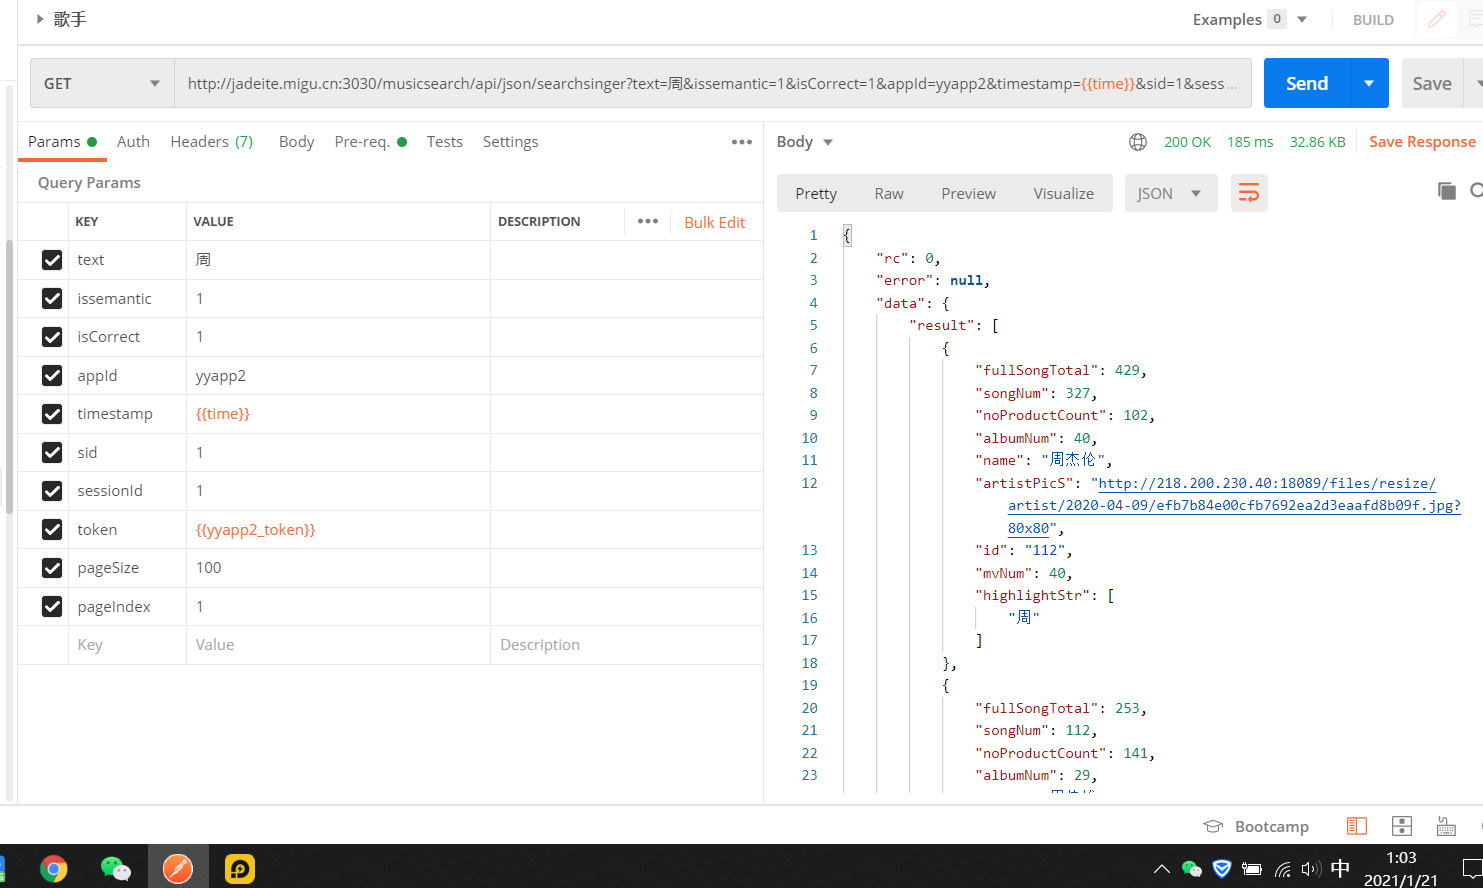 歌手
Examples 0
BUILD
GET
http://jadeite.migu.cn:3030/musicsearch/api/json/searchsinger?text=周&issemantic=1&isCorrect=1&appId=yyapp2&timestamp={{time}}&sid=1&sess...
Send
Save
Params Auth Headers (7) Body Pre-req. Tests Settings
Query Params
KEY VALUE DESCRIPTION Bulk Edit
text 周
issemantic 1
isCorrect 1
appId yyapp2
timestamp {{time}}
sid 1
sessionId 1
token {{yyapp2_token}}
pageSize 100
pageIndex 1
Key Value Description
Body 200 OK 185 ms 32.86 KB Save Response
Pretty Raw Preview Visualize JSON
1 {
2 "rc": 0,
3 "error": null,
4 "data": {
5 "result": [
6 {
7 "fullSongTotal": 429,
8 "songNum": 327,
9 "noProductCount": 102,
10 "albumNum": 40,
11 "name": "周杰伦",
12 "artistPicS": "http://218.200.230.40:18089/files/resize/
artist/2020-04-09/efb7b84e00cfb7692ea2d3eaafd8b09f.jpg?
80x80",
13 "id": "112",
14 "mvNum": 40,
15 "highlightStr": [
16 "周"
17 ]
18 },
19 {
20 "fullSongTotal": 253,
21 "songNum": 112,
22 "noProductCount": 141,
23 "albumNum": 29,
Bootcamp
中
1:03
2021/1/21